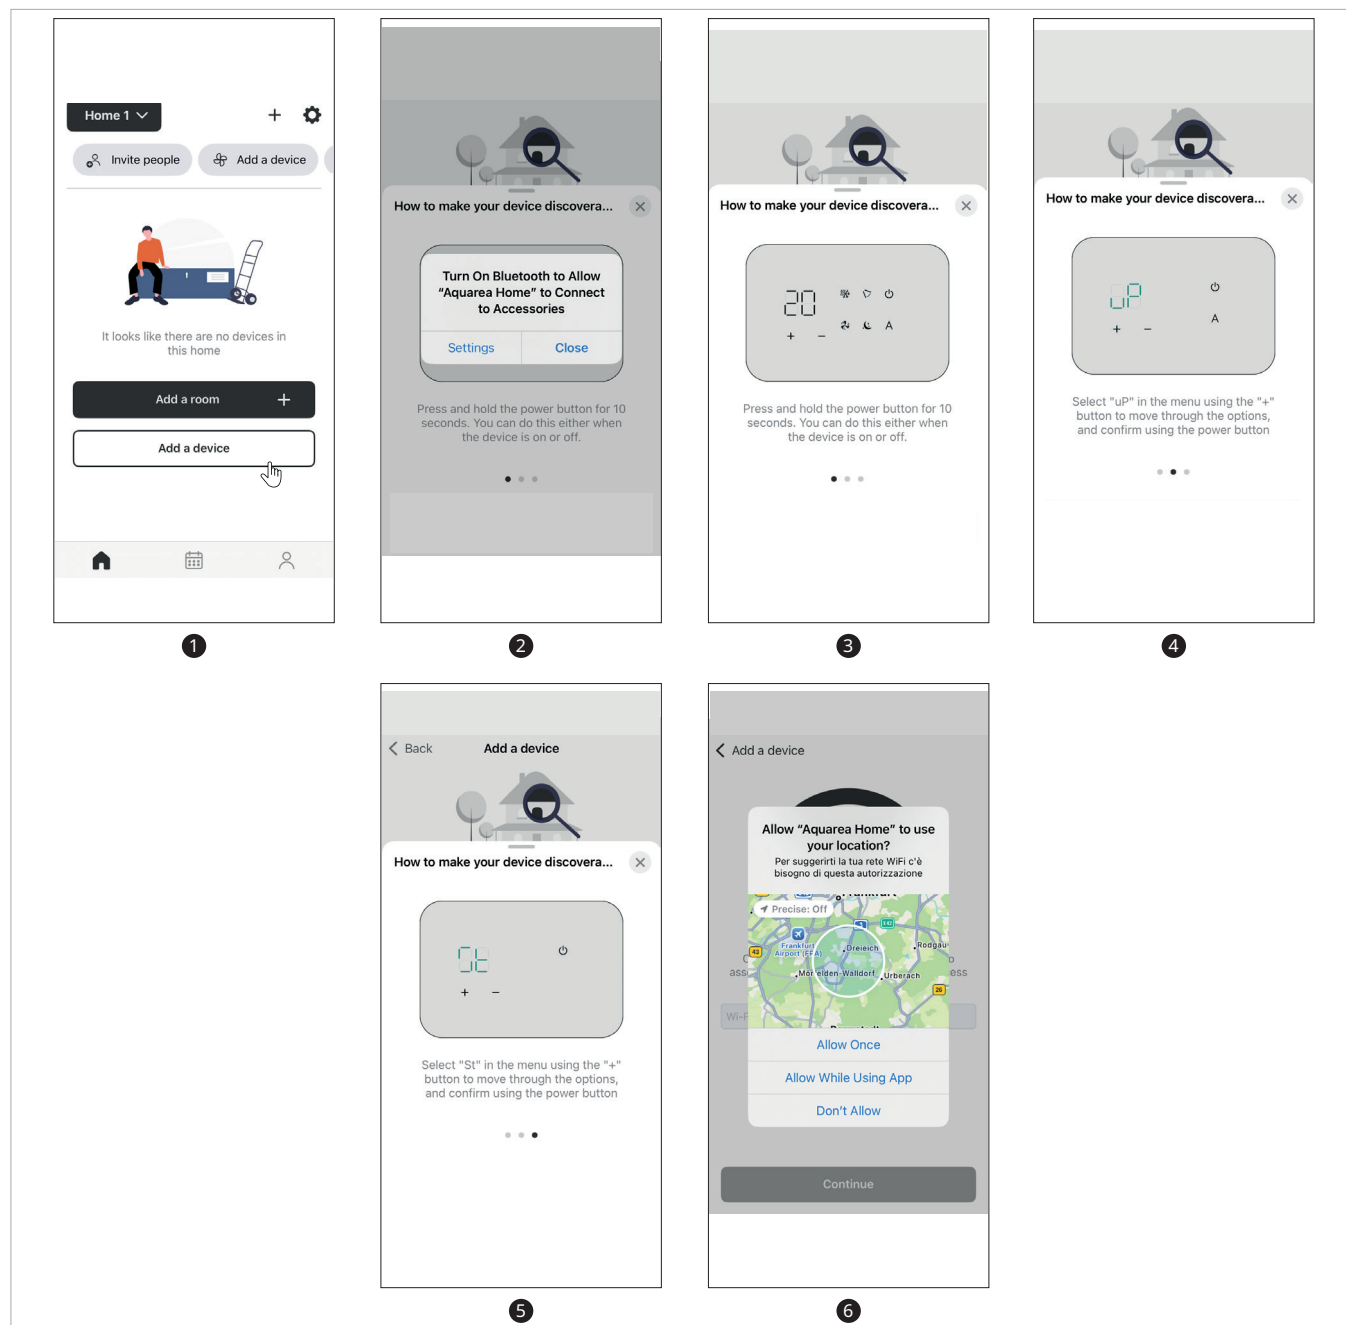 Home 1
Invite people
Add a device
It looks like there are no devices in
this home
Add a room
Add a device
1
How to make your device discovera...
Turn On Bluetooth to Allow
“Aquarea Home” to Connect
to Accessories
Settings
Close
Press and hold the power button for 10
seconds. You can do this either when
the device is on or off.
2
How to make your device discovera...
20
+ −
A
Press and hold the power button for 10
seconds. You can do this either when
the device is on or off.
3
How to make your device discovera...
uP
+ −
A
Select "uP" in the menu using the "+"
button to move through the options,
and confirm using the power button
4
Back
Add a device
How to make your device discovera...
St
+ −
Select "St" in the menu using the "+"
button to move through the options,
and confirm using the power button
5
Add a device
Allow “Aquarea Home” to use
your location?
Per suggerirti la tua rete WiFi c'è
bisogno di questa autorizzazione
Precise: Off
Frankfurt
Airport (FRA)
Dreieich
Rodgau
Mörfelden-Walldorf
Urberach
43
26
Allow Once
Allow While Using App
Don't Allow
Continue
6